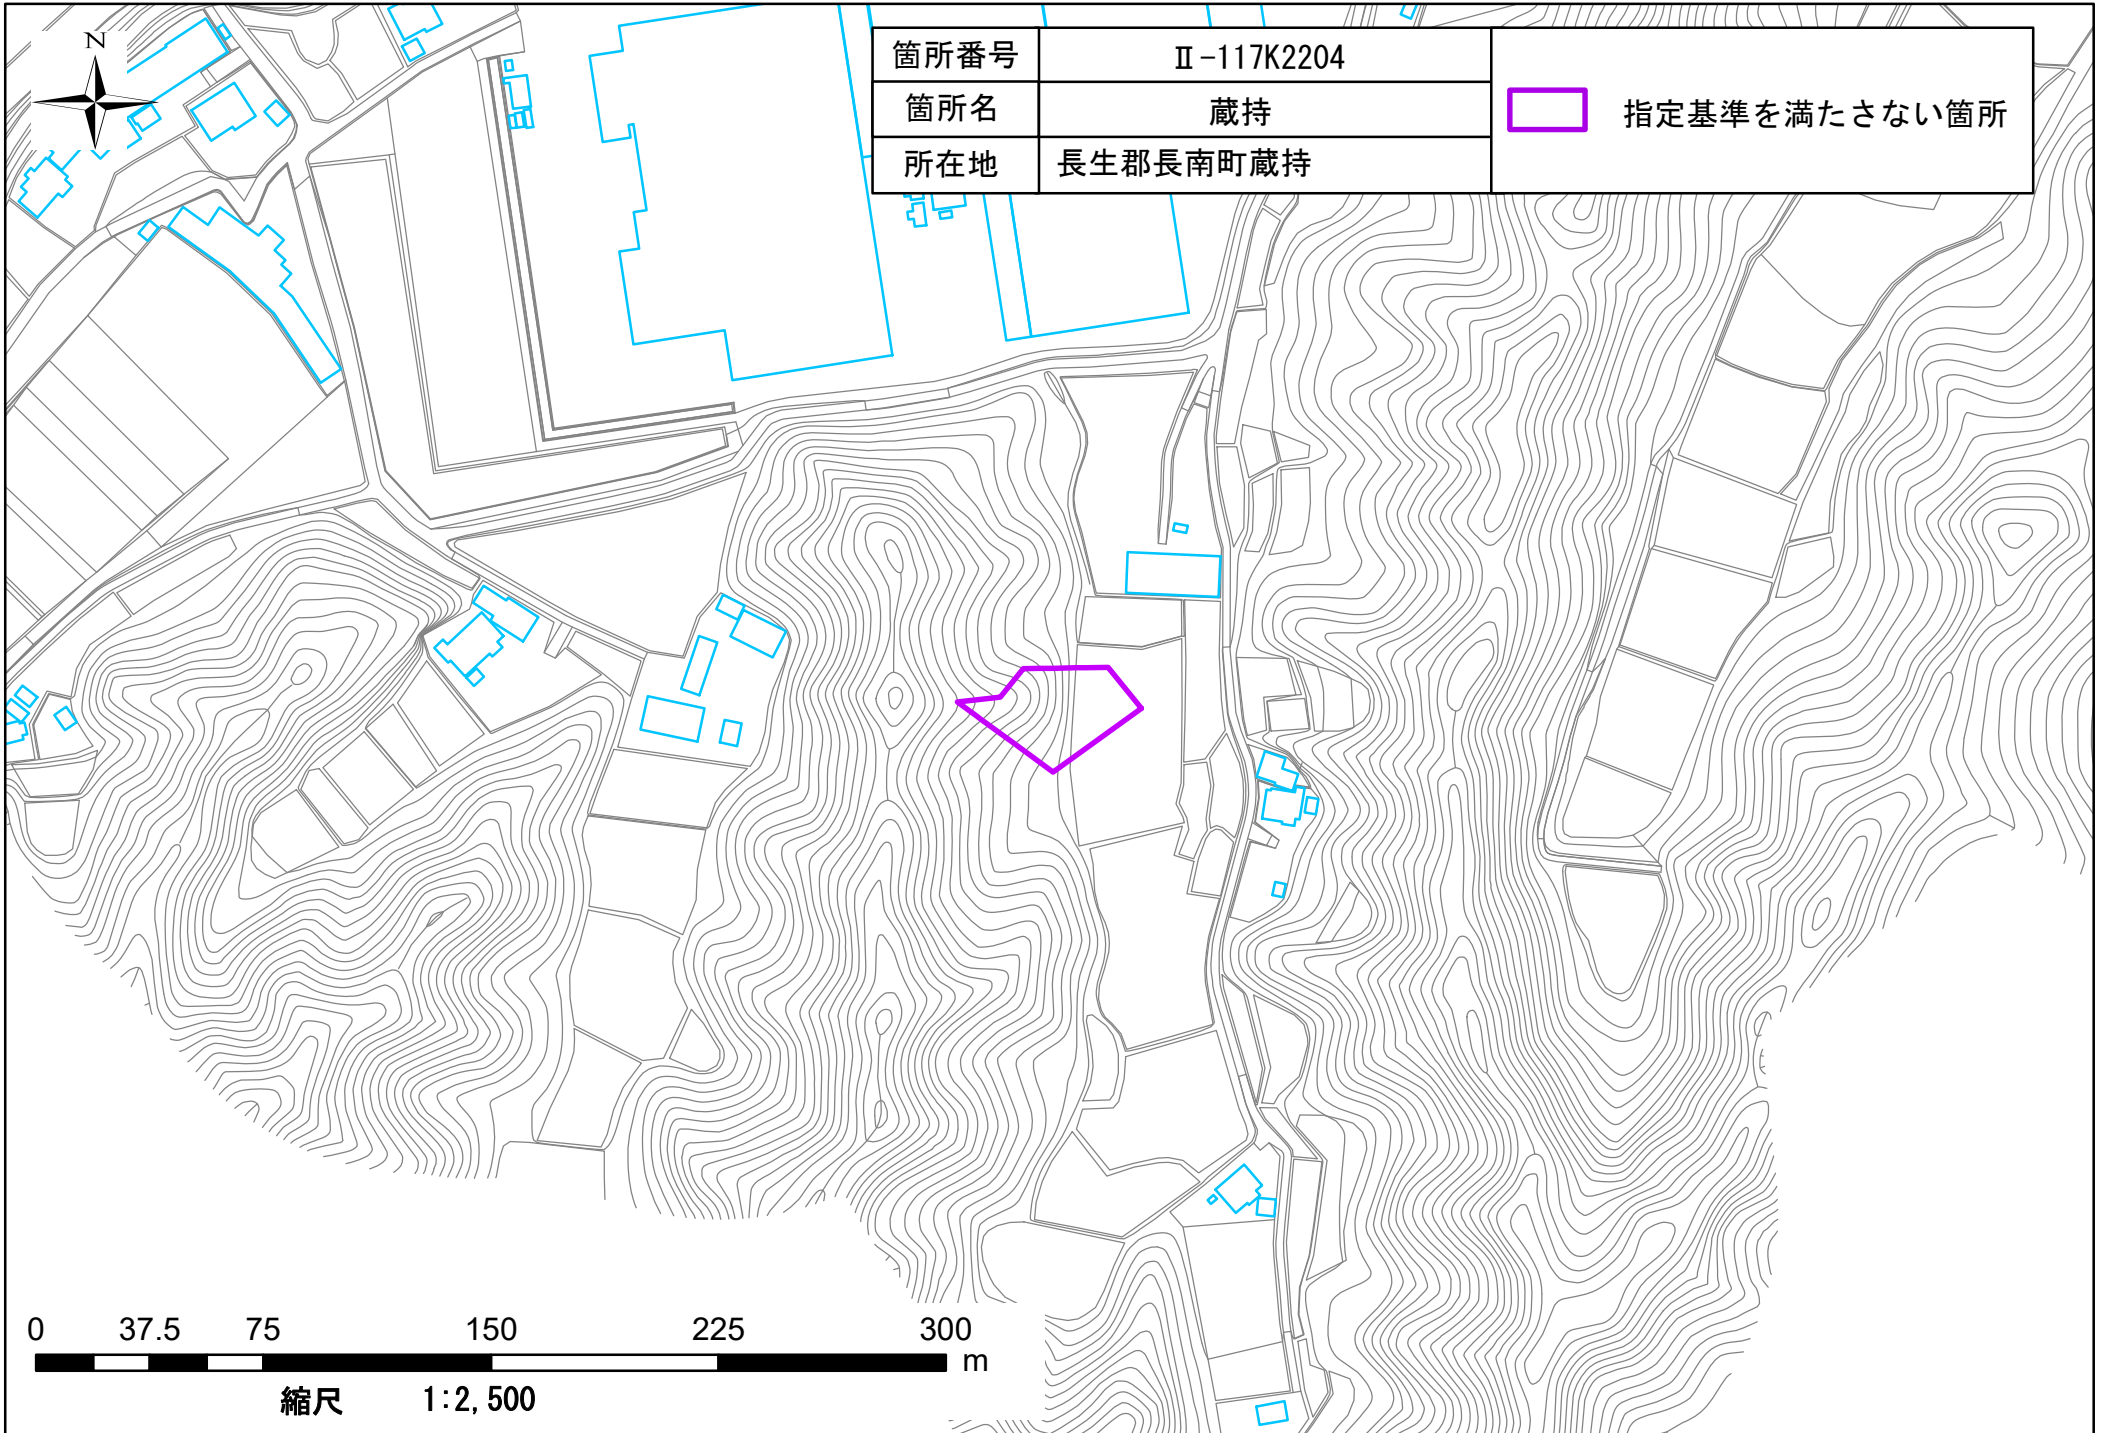 N
箇所番号 Ⅱ-117K2204
箇所名 蔵持
所在地 長生郡長南町蔵持
指定基準を満たさない箇所
0 37.5 75 150 225 300
m
縮尺 1:2,500